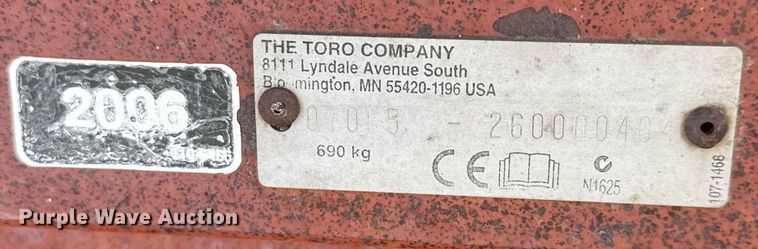 2006
THE TORO COMPANY
8111 Lyndale Avenue South
Bloomington, MN 55420-1196 USA
690 kg
CE
N1625
107-1468
Purple Wave Auction